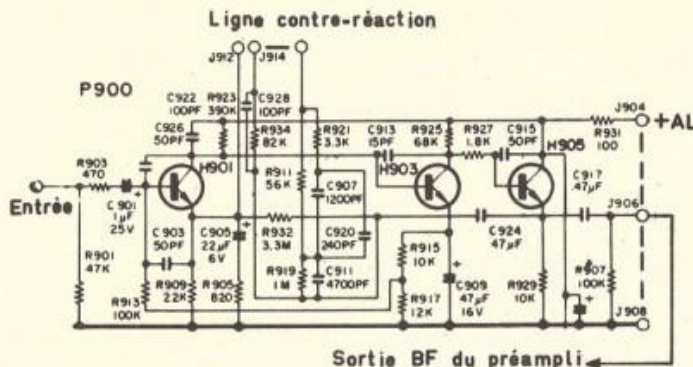 Ligne contre-réaction
J912
J914
P900
C922
100PF
R923
390K
C928
100PF
J904
+AL
C926
50PF
R934
82K
R921
3.3K
C913
15PF
R925
68K
R927
1.8K
C915
50PF
H905
R931
100
R903
470
H901
R911
56K
H903
C917
.47µF
C907
1200PF
J906
Entrée
C901
1µF
25V
C903
50PF
C905
22µF
6V
R932
3.3M
C920
240PF
C924
47µF
R901
47K
R915
10K
R907
100K
R913
100K
R909
22K
R905
820
R919
1M
C911
4700PF
R917
12K
C909
47µF
16V
R929
10K
J908
Sortie BF du préampli